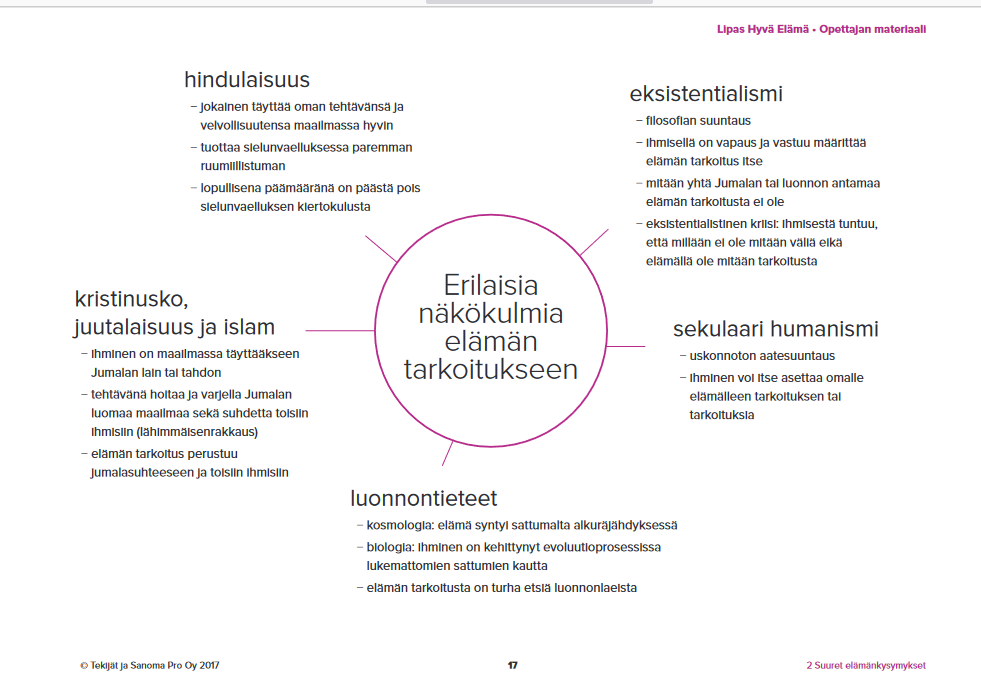 Lipas Hyvä Elämä • Opettajan materiaali
hindulaisuus
– jokainen täyttää oman tehtävänsä ja
velvollisuutensa maailmassa hyvin
– tuottaa sielunvaelluksessa paremman
ruumiillistuman
– lopullisena päämääränä on päästä pois
sielunvaelluksen kiertokulusta
eksistentialismi
– filosofian suuntaus
– ihmisellä on vapaus ja vastuu määrittää
elämän tarkoitus itse
– mitään yhtä Jumalan tai luonnon antamaa
elämän tarkoitusta ei ole
– eksistentialistinen kriisi: ihmisestä tuntuu,
että millään ei ole mitään väliä eikä
elämällä ole mitään tarkoitusta
Erilaisia
näkökulmia
elämän
tarkoitukseen
kristinusko,
juutalaisuus ja islam
– ihminen on maailmassa täyttääkseen
Jumalan lain tai tahdon
– tehtävänä hoitaa ja varjella Jumalan
luomaa maailmaa sekä suhdetta toisiin
ihmisiin (lähimmäisenrakkaus)
– elämän tarkoitus perustuu
jumalasuhteeseen ja toisiin ihmisiin
sekulaari humanismi
– uskonnoton aatesuuntaus
– ihminen voi itse asettaa omalle
elämälleen tarkoituksen tai
tarkoituksia
luonnontieteet
– kosmologia: elämä syntyi sattumalta alkuräjähdyksessä
– biologia: ihminen on kehittynyt evoluutioprosessissa
lukemattomien sattumien kautta
– elämän tarkoitusta on turha etsiä luonnonlaeista
© Tekijät ja Sanoma Pro Oy 2017
17
2 Suuret elämänkysymykset